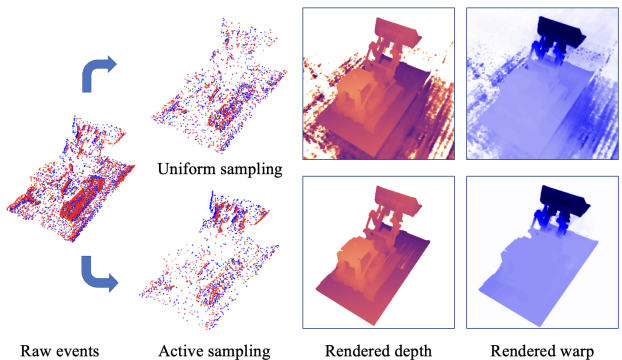 Uniform sampling
Raw events
Active sampling
Rendered depth
Rendered warp